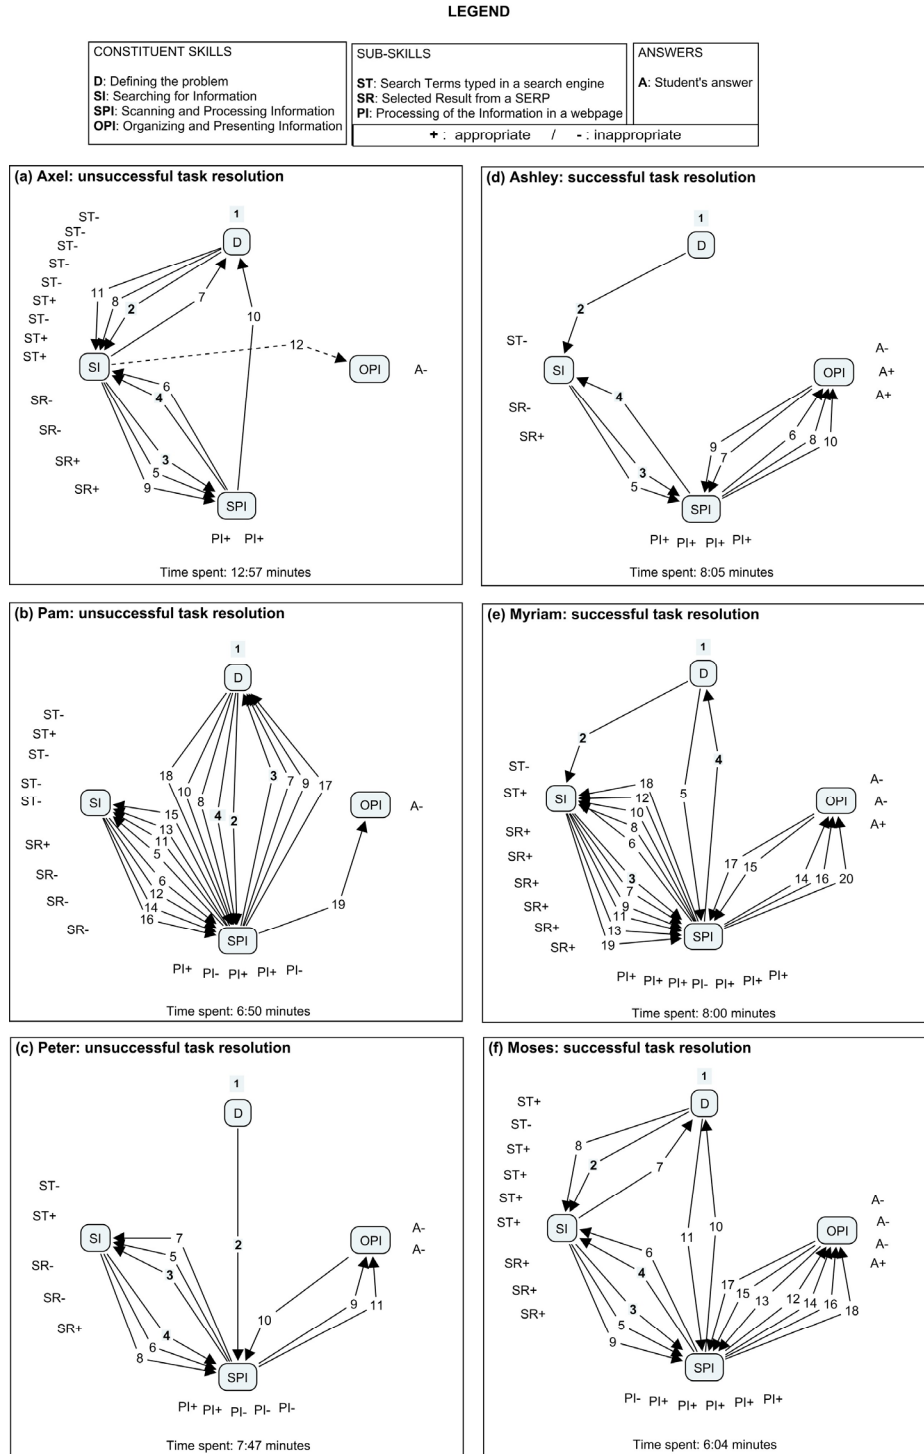 LEGEND
CONSTITUENT SKILLS
D: Defining the problem
SI: Searching for Information
SPI: Scanning and Processing Information
OPI: Organizing and Presenting Information
SUB-SKILLS
ST: Search Terms typed in a search engine
SR: Selected Result from a SERP
PI: Processing of the Information in a webpage
ANSWERS
A: Student's answer
+ : appropriate / - : inappropriate
(a) Axel: unsuccessful task resolution
1
D
ST-
ST-
ST-
ST-
ST-
ST+
ST-
ST+
ST+
11
8
2
7
10
12
SI
OPI
A-
6
4
SR-
SR-
SR+
SR+
3
5
9
SPI
PI+ PI+
Time spent: 12:57 minutes
(d) Ashley: successful task resolution
1
D
2
ST-
SI
OPI
A-
A+
A+
4
SR-
SR+
3
5
9
7
6
8
10
SPI
PI+ PI+ PI+ PI+
Time spent: 8:05 minutes
(b) Pam: unsuccessful task resolution
1
D
ST-
ST+
ST-
ST-
ST-
18
10
8
4
2
3
7
9
17
SI
OPI
A-
15
13
11
5
SR+
SR-
SR-
SR-
6
12
14
16
19
SPI
PI+ PI- PI+ PI+ PI-
Time spent: 6:50 minutes
(e) Myriam: successful task resolution
1
D
2
4
5
ST-
ST+
SI
OPI
A-
A-
A+
18
12
10
8
6
SR+
SR+
SR+
SR+
SR+
SR+
3
7
9
11
13
19
17
15
14
16
20
SPI
PI+ PI+ PI+ PI- PI+ PI+ PI+
Time spent: 8:00 minutes
(c) Peter: unsuccessful task resolution
1
D
2
ST-
ST+
SI
OPI
A-
A-
7
5
3
SR-
SR-
SR+
4
6
8
10
9
11
SPI
PI+ PI+ PI- PI- PI-
Time spent: 7:47 minutes
(f) Moses: successful task resolution
1
D
ST+
ST-
ST+
ST+
ST+
ST+
8
2
7
11
10
SI
OPI
A-
A-
A-
A+
6
4
SR+
SR+
SR+
3
5
9
17
15
13
12
14
16
18
SPI
PI- PI+ PI+ PI+ PI+ PI+
Time spent: 6:04 minutes